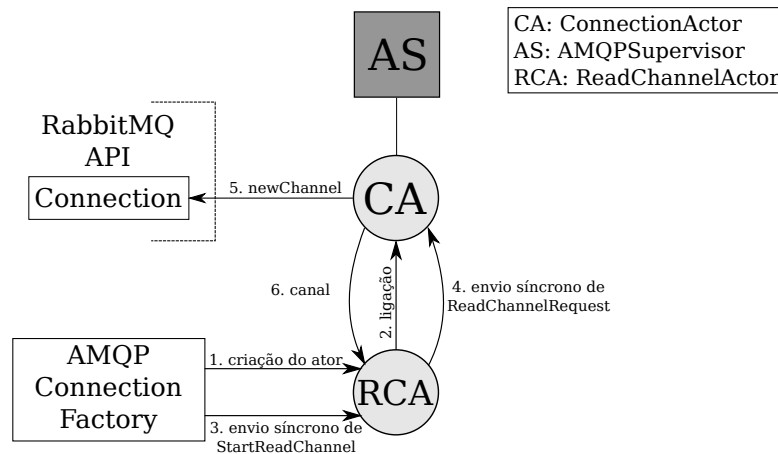 AS
CA: ConnectionActor
AS: AMQPSupervisor
RCA: ReadChannelActor
RabbitMQ
API
Connection
5. newChannel
CA
6. canal
2. ligação
4. envio síncrono de
ReadChannelRequest
AMQP
Connection
Factory
1. criação do ator
RCA
3. envio síncrono de
StartReadChannel